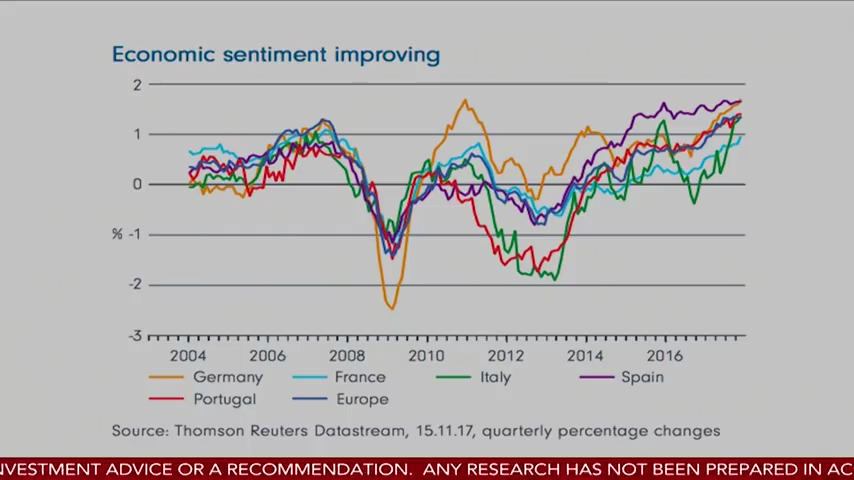 Economic sentiment improving
2
1
0
% -1
-2
-3
2004 2006 2008 2010 2012 2014 2016
Germany France Italy Spain
Portugal Europe
Source: Thomson Reuters Datastream, 15.11.17, quarterly percentage changes
NVESTMENT ADVICE OR A RECOMMENDATION. ANY RESEARCH HAS NOT BEEN PREPARED IN AC